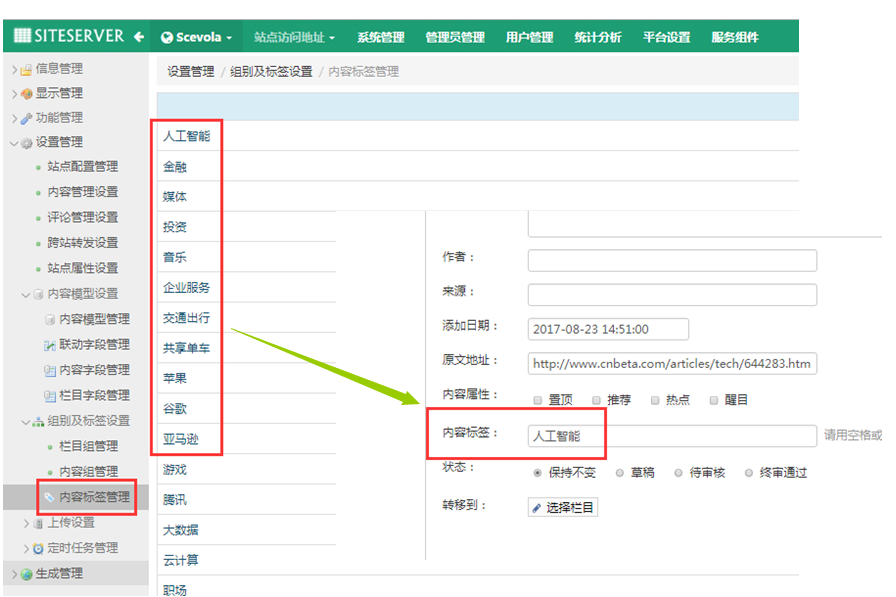 SITESERVER
Scevola
站点访问地址
系统管理
管理员管理
用户管理
统计分析
平台设置
服务组件
信息管理
显示管理
功能管理
设置管理
站点配置管理
内容管理设置
评论管理设置
跨站转发设置
站点属性设置
内容模型设置
内容模型管理
联动字段管理
内容字段管理
栏目字段管理
组别及标签设置
栏目组管理
内容组管理
内容标签管理
上传设置
定时任务管理
生成管理
设置管理 / 组别及标签设置 / 内容标签管理
人工智能
金融
媒体
投资
音乐
企业服务
交通出行
共享单车
苹果
谷歌
亚马逊
游戏
腾讯
大数据
云计算
职场
作者：
来源：
添加日期： 2017-08-23 14:51:00
原文地址： http://www.cnbeta.com/articles/tech/644283.htm
内容属性： 置顶 推荐 热点 醒目
内容标签： 人工智能 请用空格或
状态： 保持不变 草稿 待审核 终审通过
转移到： 选择栏目